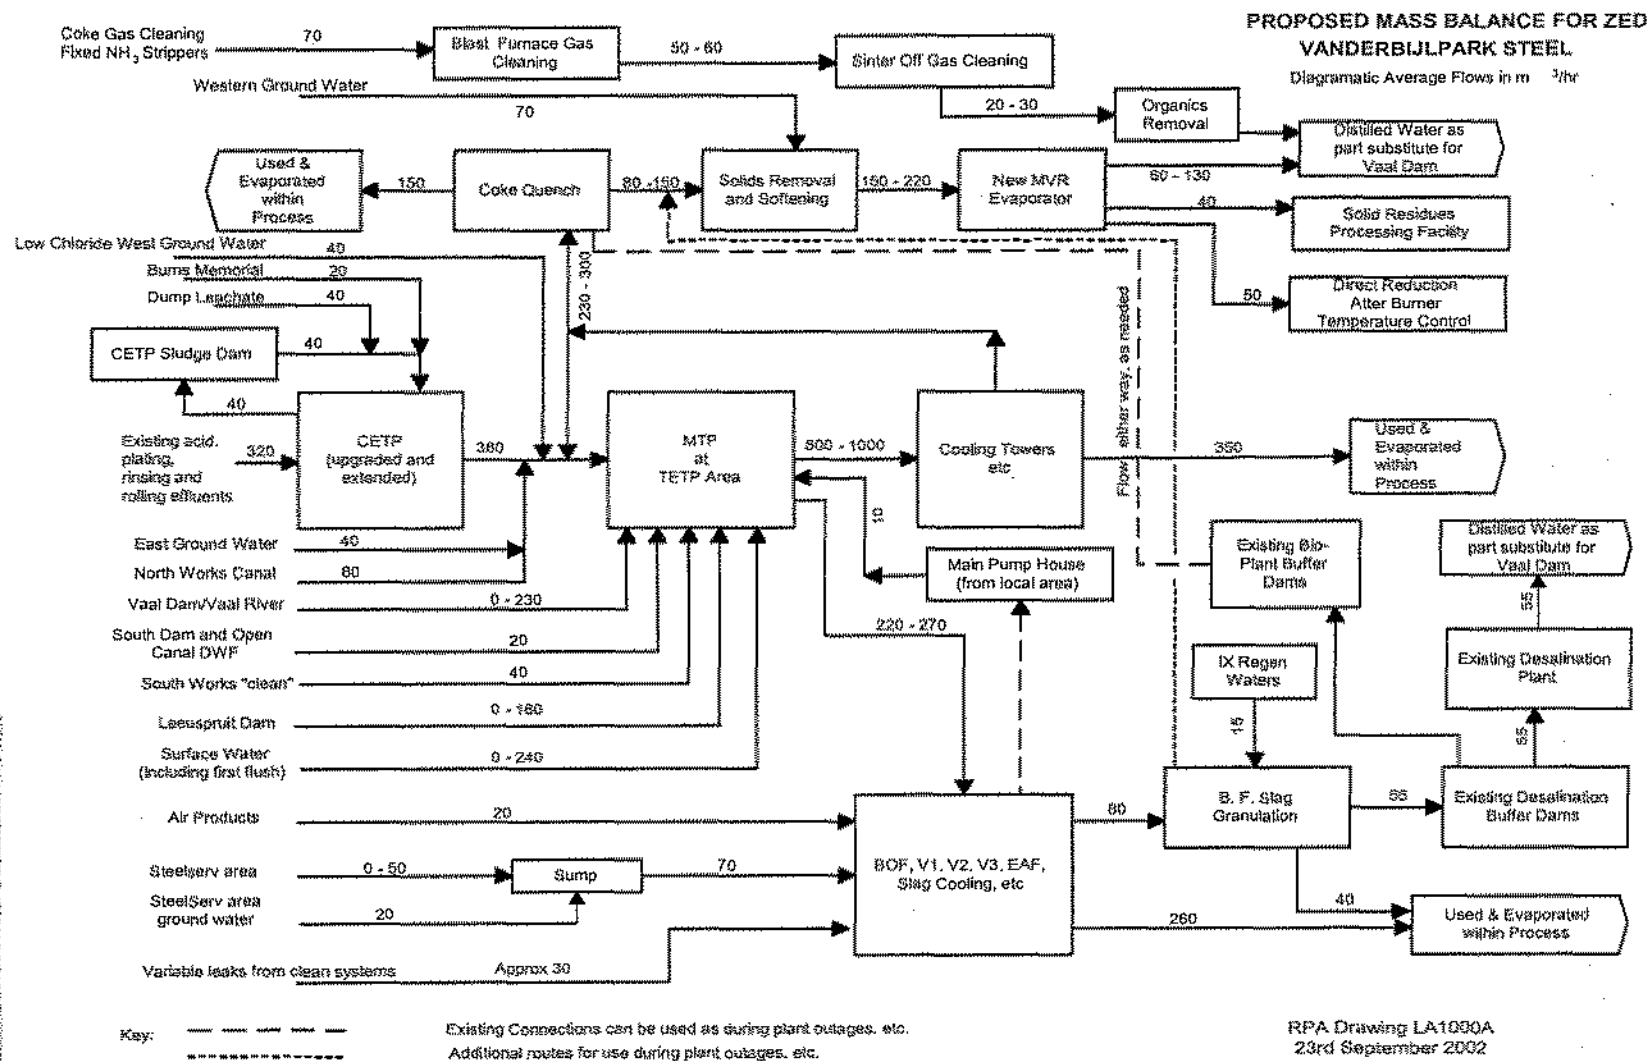 PROPOSED MASS BALANCE FOR ZED
VANDERBIJLPARK STEEL
Diagramatic Average Flows in m ³/hr
Coke Gas Cleaning
Fixed NH₃ Strippers
70
Blast Furnace Gas
Cleaning
50 - 60
Sinter Off Gas Cleaning
20 - 30
Organics
Removal
Distilled Water as
part substitute for
Vaal Dam
Western Ground Water
70
Used &
Evaporated
within
Process
150
Coke Quench
80 -150
Solids Removal
and Softening
150 - 220
New MVR
Evaporator
60 - 130
40
Solid Residues
Processing Facility
50
Direct Reduction
After Burner
Temperature Control
Low Chloride West Ground Water
40
Burns Memorial
20
Dump Leachate
40
230 - 300
Flow either way, as needed
CETP Sludge Dam
40
40
Existing acid,
plating,
rinsing and
rolling effluents
320
CETP
(upgraded and
extended)
360
MTP
at
TETP Area
500 - 1000
Cooling Towers
etc
350
Used &
Evaporated
within
Process
10
Main Pump House
(from local area)
East Ground Water
40
North Works Canal
60
Vaal Dam/Vaal River
0 - 230
South Dam and Open
Canal DWF
20
South Works "clean"
40
Leeuspruit Dam
0 - 160
Surface Water
(including first flush)
0 - 240
220 - 270
Existing Bio-
Plant Buffer
Dams
Distilled Water as
part substitute for
Vaal Dam
55
Existing Desalination
Plant
55
IX Regen
Waters
15
Air Products
20
Steelserv area
0 - 50
Sump
70
SteelServ area
ground water
20
Variable leaks from clean systems
Approx 30
BOF, V1, V2, V3, EAF,
Slag Cooling, etc
80
B. F. Slag
Granulation
55
Existing Desalination
Buffer Dams
40
260
Used & Evaporated
within Process
Key:
Existing Connections can be used as during plant outages, etc.
Additional routes for use during plant outages, etc.
RPA Drawing LA1000A
23rd September 2002